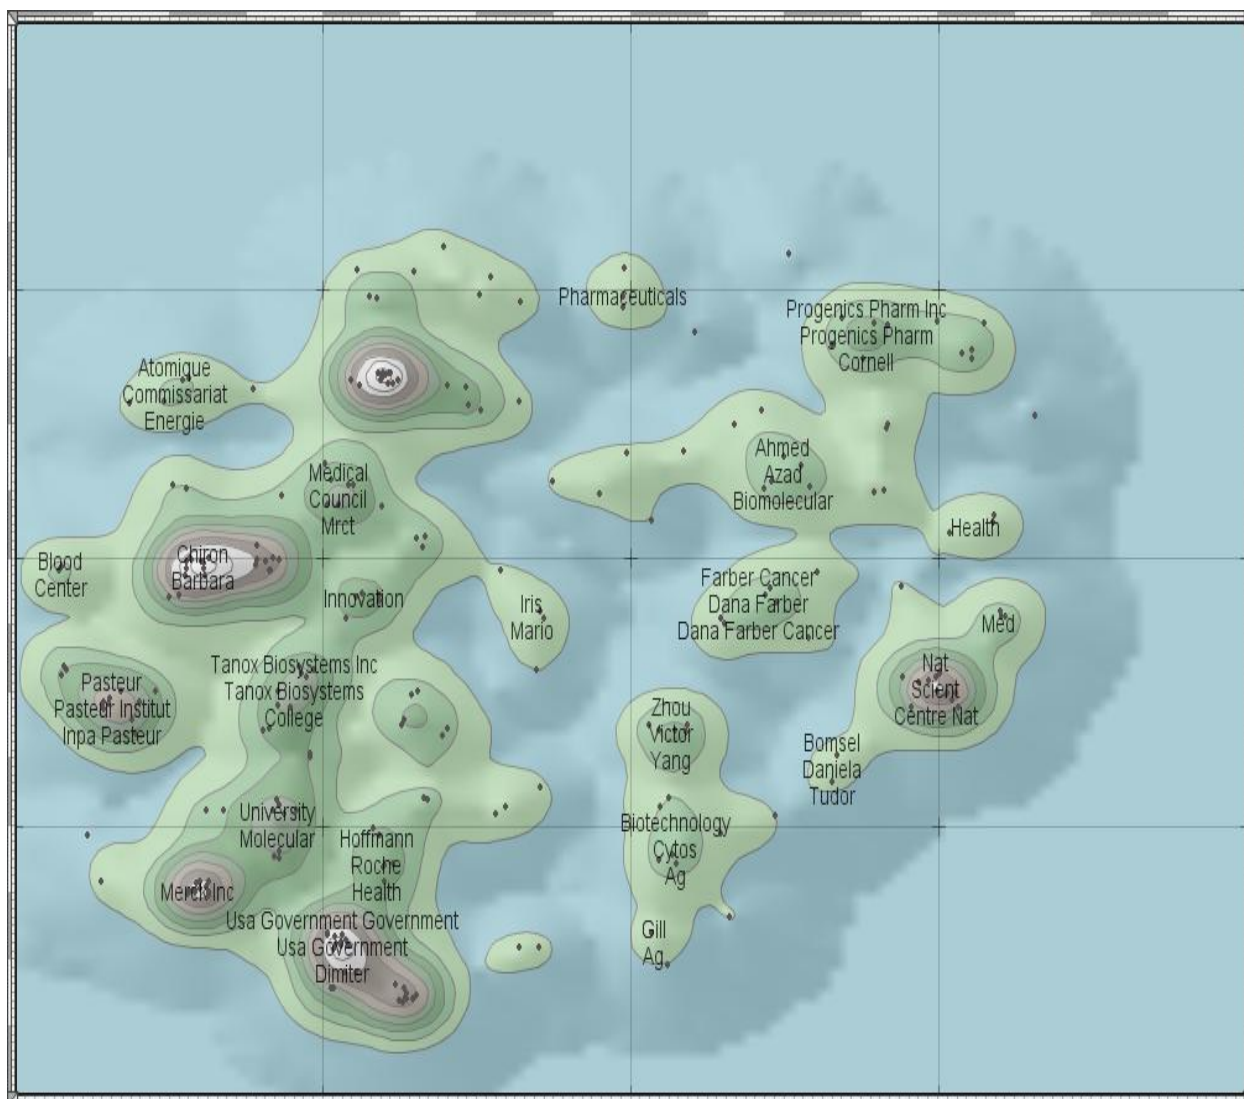 Pharmaceuticals
Progenics Pharm Inc
Progenics Pharm
Cornell
Atomique
Commissariat
Energie
Ahmed
Azad
Biomolecular
Medical
Council
Mrct
Health
Blood
Center
Chiron
Barbara
Innovation
Iris
Mario
Farber Cancer
Dana Farber
Dana Farber Cancer
Med
Pasteur
Pasteur Institut
Inpa Pasteur
Tanox Biosystems Inc
Tanox Biosystems
College
Nat
Scient
Centre Nat
Zhou
Victor
Yang
Bomsel
Daniela
Tudor
University
Molecular
Hoffmann
Roche
Health
Biotechnology
Cytos
Ag
Merck Inc
Usa Government Government
Usa Government
Dimiter
Gill
Ag